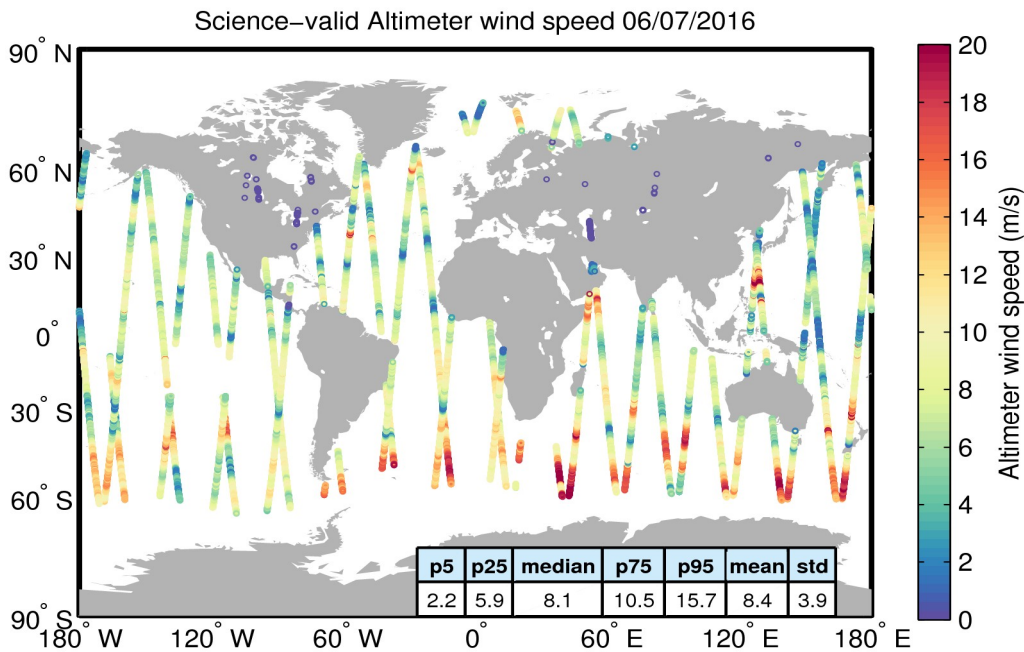 Science−valid Altimeter wind speed 06/07/2016
90° N
60° N
30° N
0°
30° S
60° S
90° S
180° W
120° W
60° W
0°
60° E
120° E
180° E
p5 p25 median p75 p95 mean std
2.2 5.9 8.1 10.5 15.7 8.4 3.9
20
18
16
14
12
10
8
6
4
2
0
Altimeter wind speed (m/s)